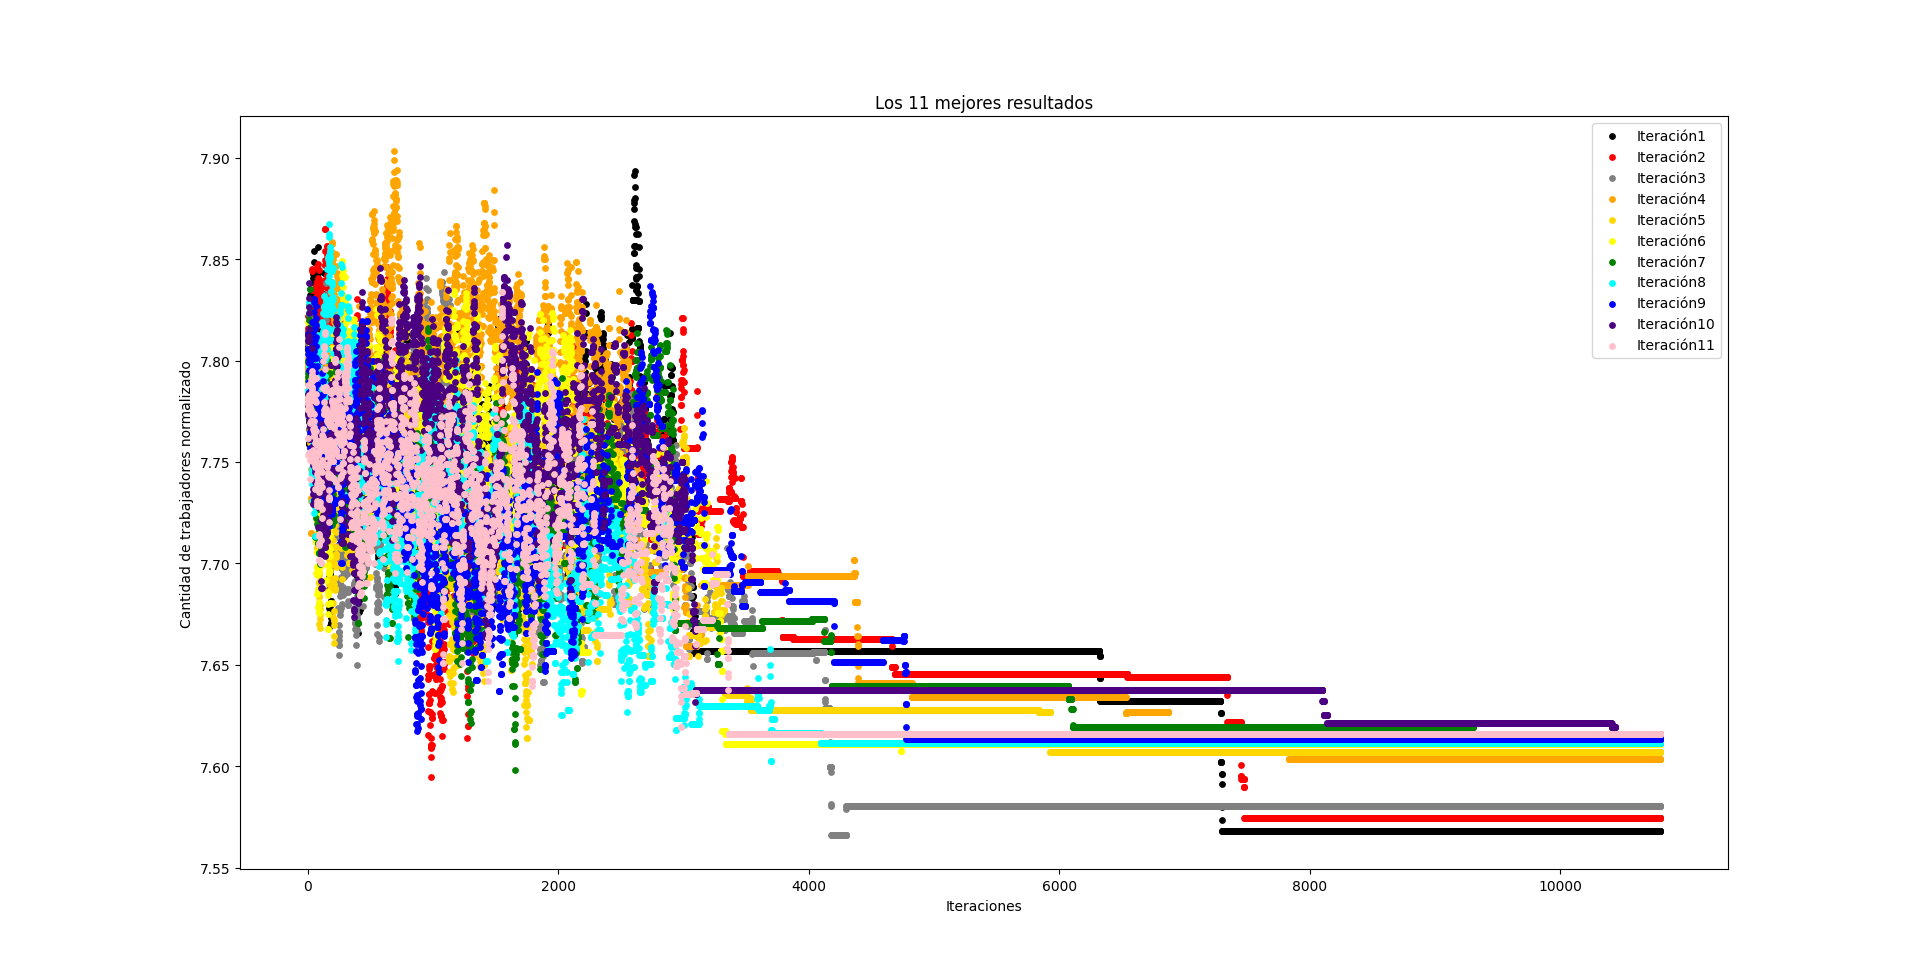 Los 11 mejores resultados
Cantidad de trabajadores normalizado
7.90
7.85
7.80
7.75
7.70
7.65
7.60
7.55
Iteración1
Iteración2
Iteración3
Iteración4
Iteración5
Iteración6
Iteración7
Iteración8
Iteración9
Iteración10
Iteración11
0
2000
4000
6000
8000
10000
Iteraciones